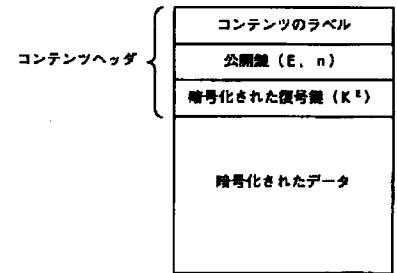 コンテンツのラベル
コンテンツヘッダ
公開鍵（E，n）
暗号化された復号鍵（Kᴱ）
暗号化されたデータ